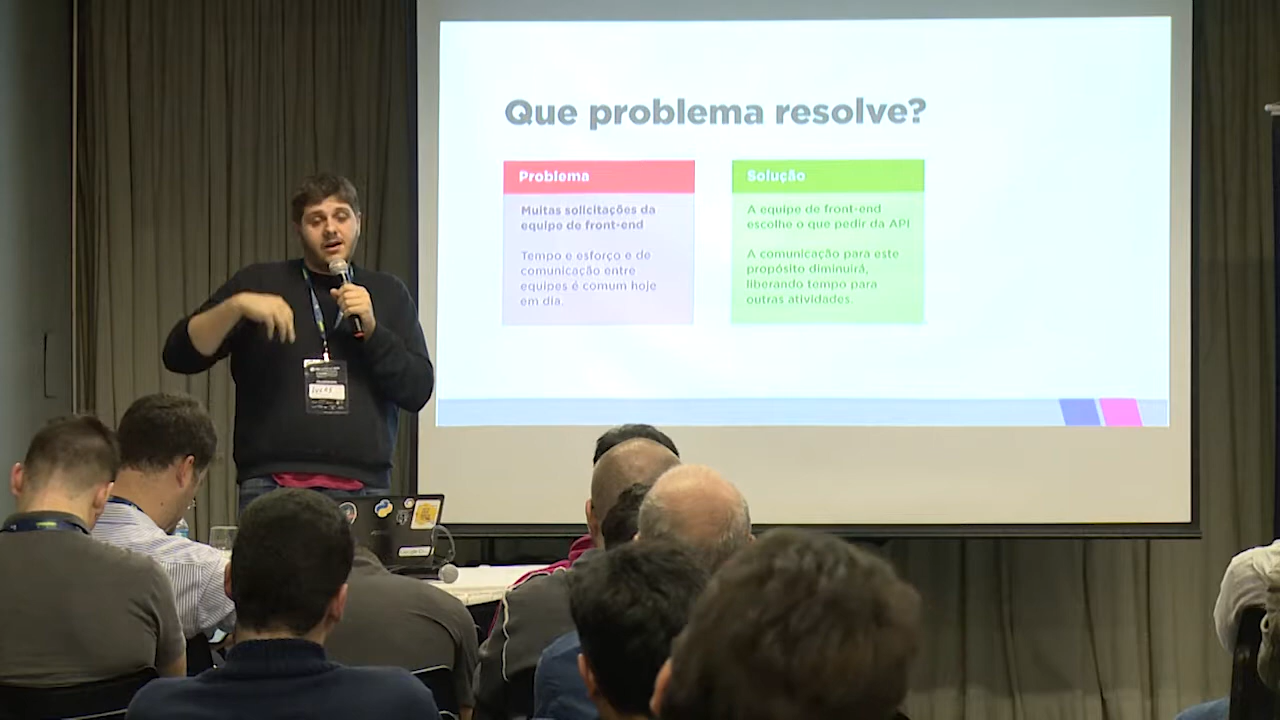 Que problema resolve?
Problema
Muitas solicitações da
equipe de front-end
Tempo e esforço e de
comunicação entre
equipes é comum hoje
em dia.
Solução
A equipe de front-end
escolhe o que pedir da API
A comunicação para este
propósito diminuirá,
liberando tempo para
outras atividades.